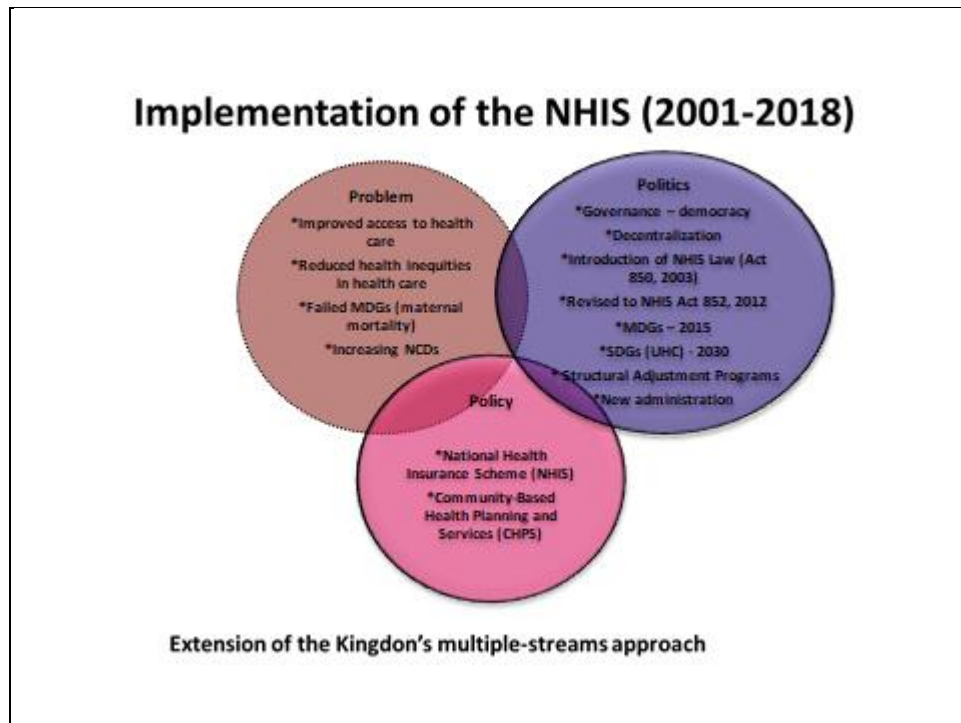 Implementation of the NHIS (2001-2018)
Problem
*Improved access to health
care
*Reduced health inequities
in health care
*Failed MDGs (maternal
mortality)
*Increasing NCDs
Politics
*Governance – democracy
*Decentralization
*Introduction of NHIS Law (Act
850, 2003)
*Revised to NHIS Act 852, 2012
*MDGs – 2015
*SDGs (UHC) - 2030
* Structural Adjustment Programs
*New administration
Policy
*National Health
Insurance Scheme (NHIS)
*Community-Based
Health Planning and
Services (CHPS)
Extension of the Kingdon's multiple-streams approach